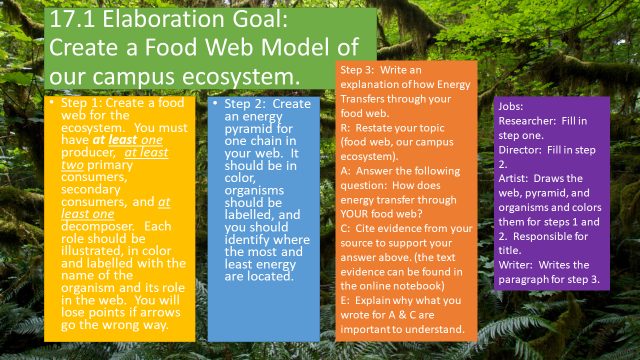 17.1 Elaboration Goal:
Create a Food Web Model of
our campus ecosystem.
• Step 1: Create a food
web for the
ecosystem. You must
have at least one
producer, at least
two primary
consumers,
secondary
consumers, and at
least one
decomposer. Each
role should be
illustrated, in color
and labelled with the
name of the
organism and its role
in the web. You will
lose points if arrows
go the wrong way.
• Step 2: Create
an energy
pyramid for
one chain in
your web. It
should be in
color,
organisms
should be
labelled, and
you should
identify where
the most and
least energy
are located.
Step 3: Write an
explanation of how Energy
Transfers through your
food web.
R: Restate your topic
(food web, our campus
ecosystem).
A: Answer the following
question: How does
energy transfer through
YOUR food web?
C: Cite evidence from your
source to support your
answer above. (the text
evidence can be found in
the online notebook)
E: Explain why what you
wrote for A & C are
important to understand.
Jobs:
Researcher: Fill in
step one.
Director: Fill in step
2.
Artist: Draws the
web, pyramid, and
organisms and colors
them for steps 1 and
2. Responsible for
title.
Writer: Writes the
paragraph for step 3.